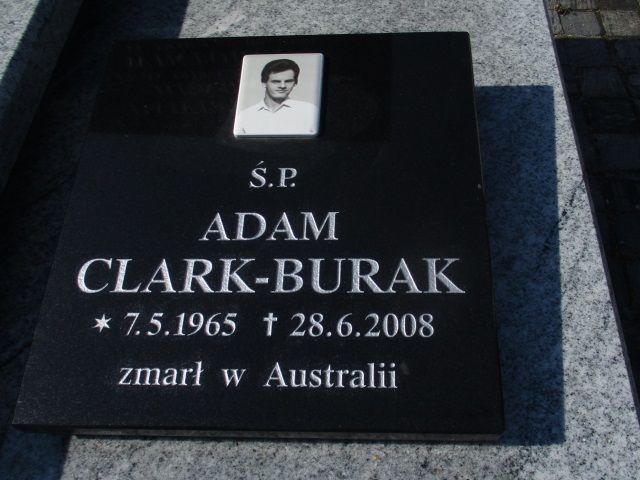 Ś.P.
ADAM
CLARK-BURAK
* 7.5.1965 † 28.6.2008
zmarł w Australii